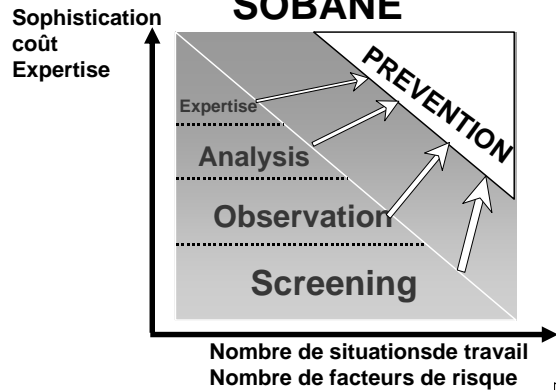 SOBANE
Sophistication
coût
Expertise
PREVENTION
Expertise
Analysis
Observation
Screening
Nombre de situationsde travail
Nombre de facteurs de risque